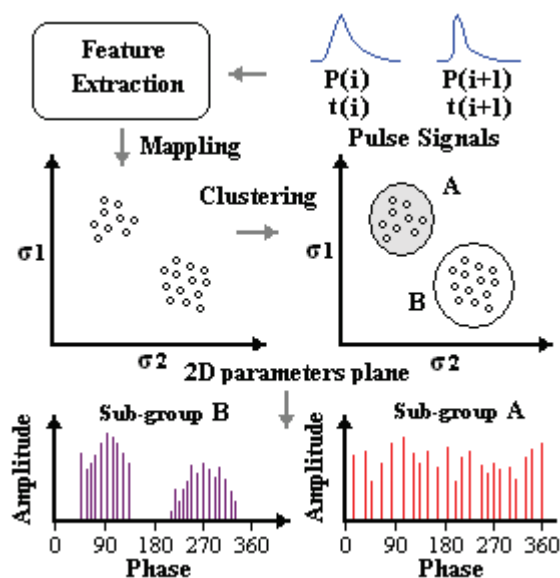 Feature
Extraction
P(i)
t(i)
P(i+1)
t(i+1)
Pulse Signals
Mappling
Clustering
σ1
σ2
A
B
σ1
σ2
2D parameters plane
Sub-group B
Amplitude
0 90 180 270 360
Phase
Sub-group A
Amplitude
0 90 180 270 360
Phase